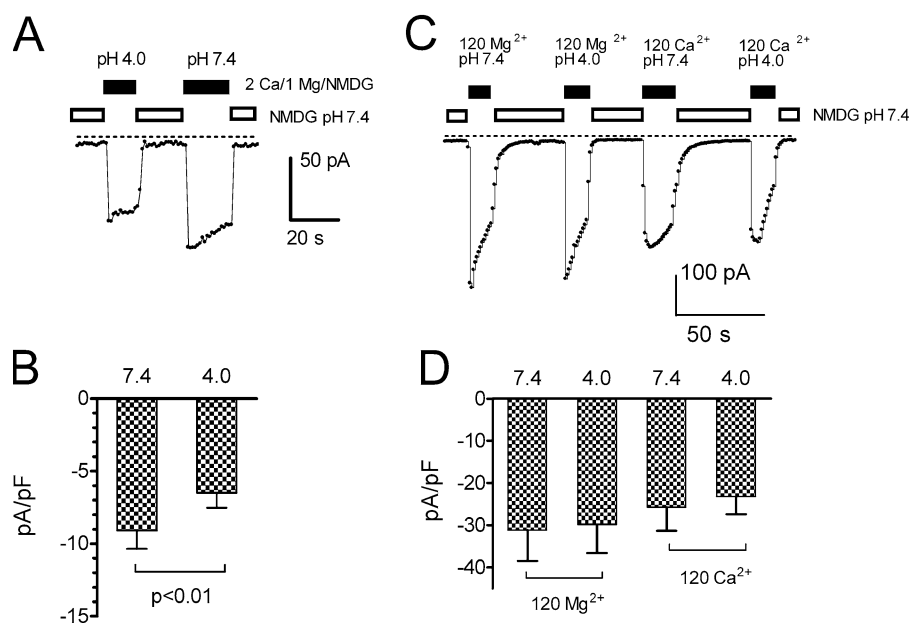 A
pH 4.0 pH 7.4
2 Ca/1 Mg/NMDG
NMDG pH 7.4
50 pA
20 s
C
120 Mg2+ 120 Mg2+ 120 Ca2+ 120 Ca 2+
pH 7.4 pH 4.0 pH 7.4 pH 4.0
NMDG pH 7.4
100 pA
50 s
B
7.4 4.0
0
-5
-10
-15
pA/pF
p<0.01
D
7.4 4.0 7.4 4.0
0
-10
-20
-30
-40
pA/pF
120 Mg2+
120 Ca2+